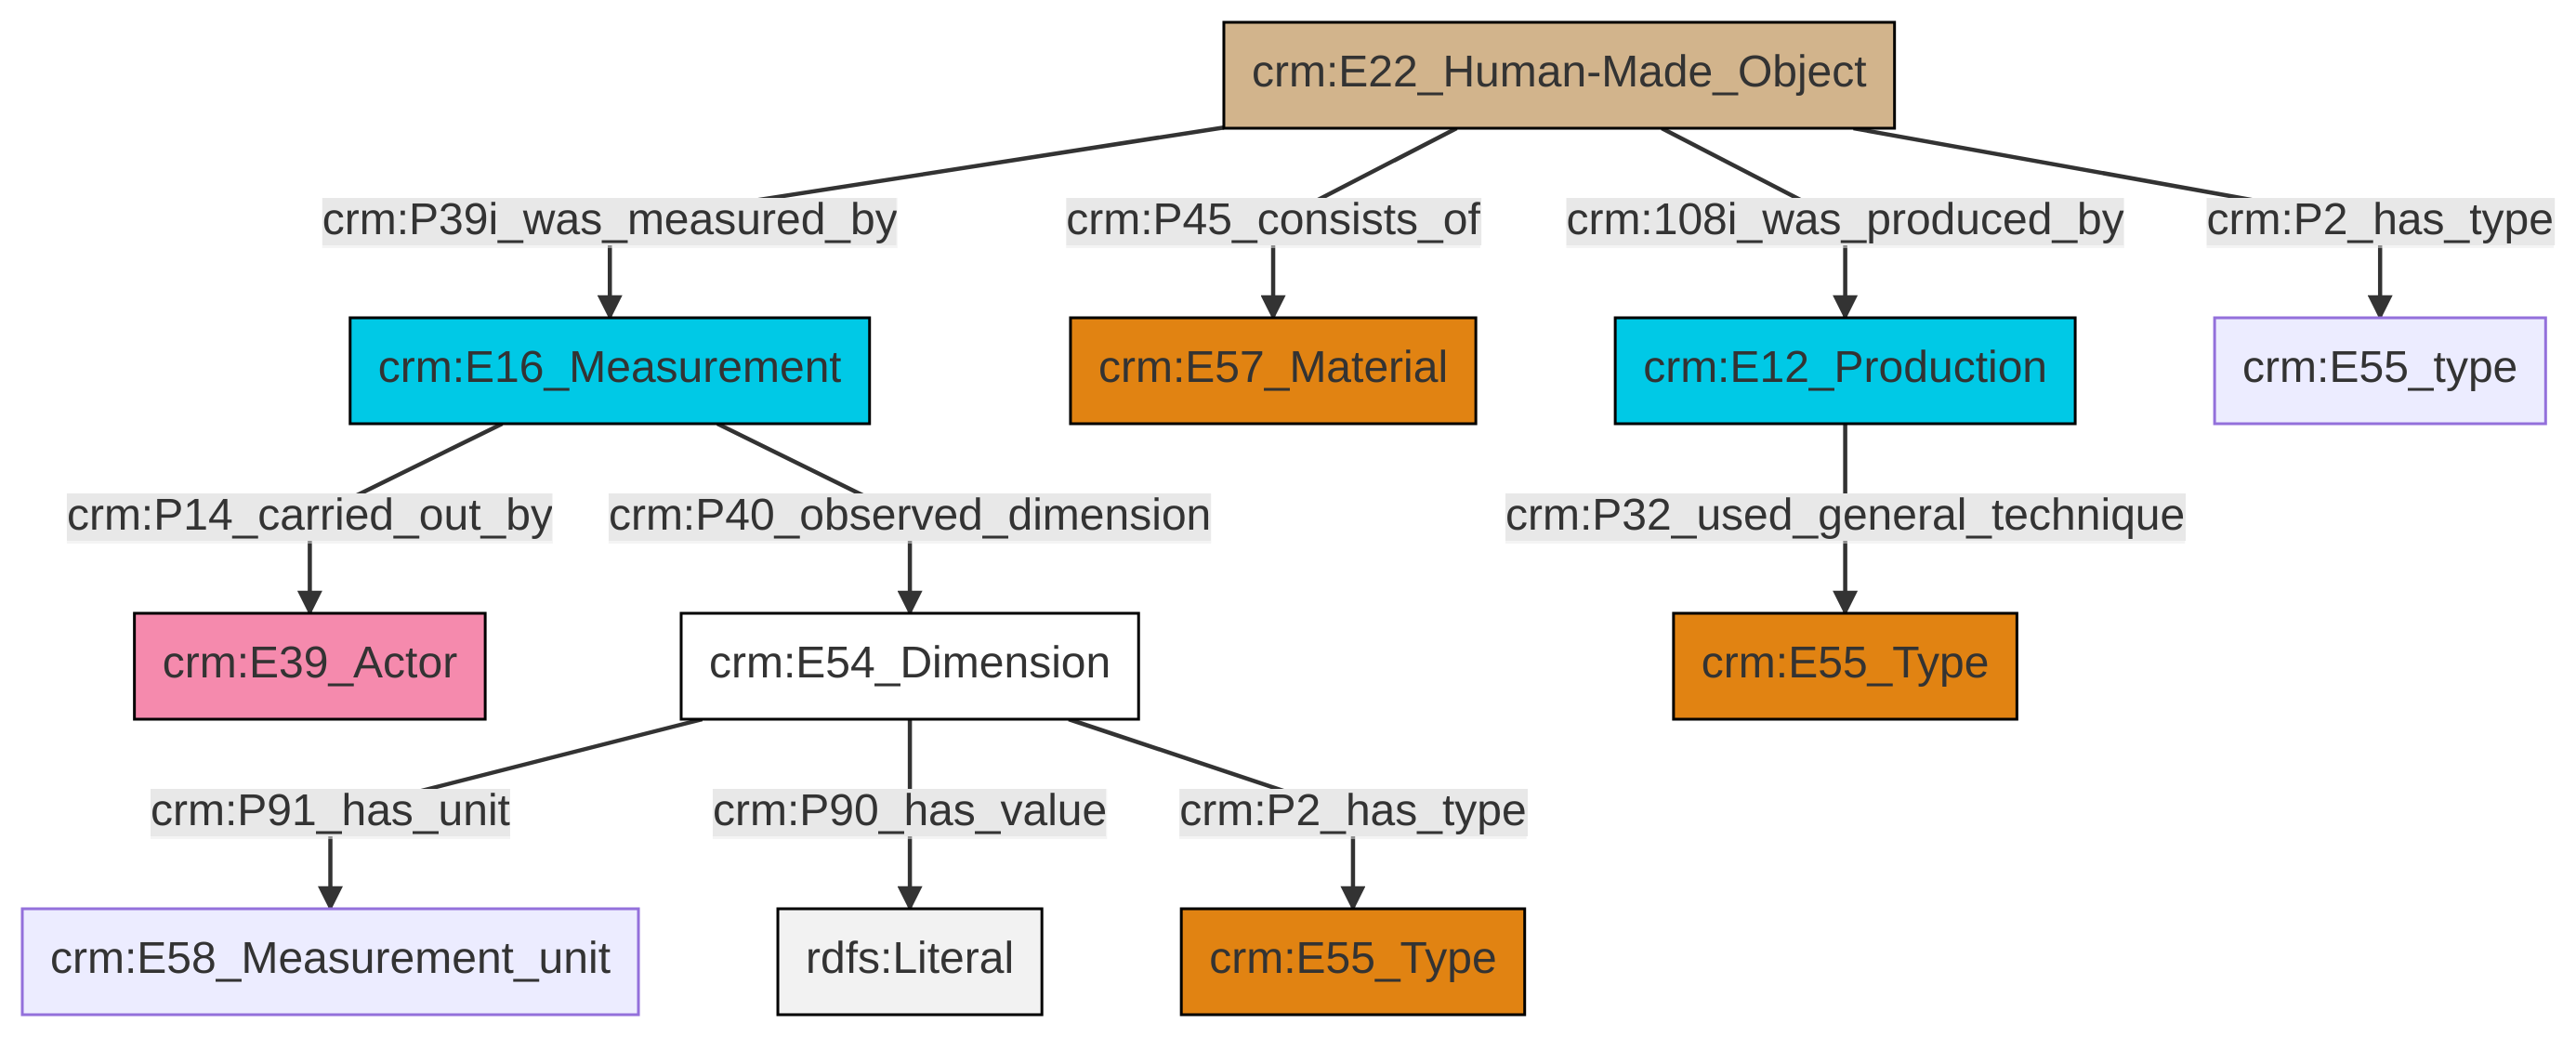 crm:E22_Human-Made_Object
crm:P39i_was_measured_by
crm:P45_consists_of
crm:108i_was_produced_by
crm:P2_has_type
crm:E16_Measurement
crm:E57_Material
crm:E12_Production
crm:E55_type
crm:P14_carried_out_by
crm:P40_observed_dimension
crm:P32_used_general_technique
crm:E39_Actor
crm:E54_Dimension
crm:E55_Type
crm:P91_has_unit
crm:P90_has_value
crm:P2_has_type
crm:E58_Measurement_unit
rdfs:Literal
crm:E55_Type